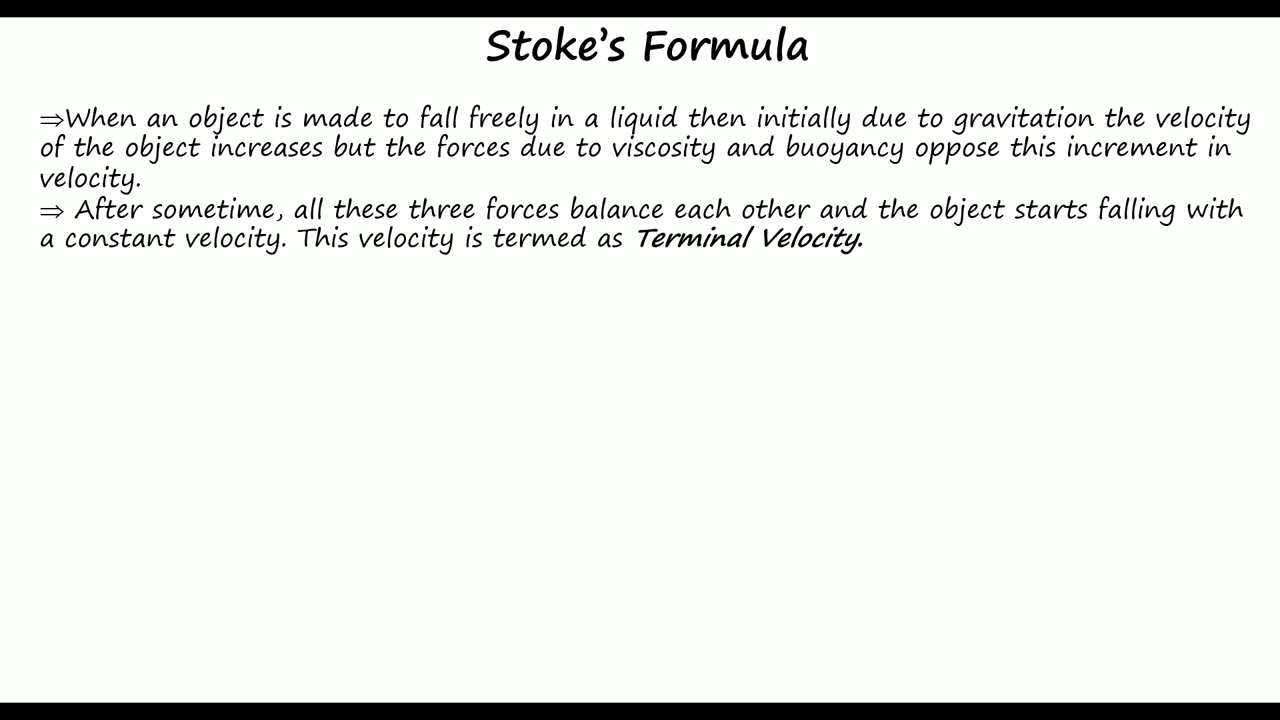 Stoke’s Formula
⇒When an object is made to fall freely in a liquid then initially due to gravitation the velocity
of the object increases but the forces due to viscosity and buoyancy oppose this increment in
velocity.
⇒ After sometime, all these three forces balance each other and the object starts falling with
a constant velocity. This velocity is termed as Terminal Velocity.